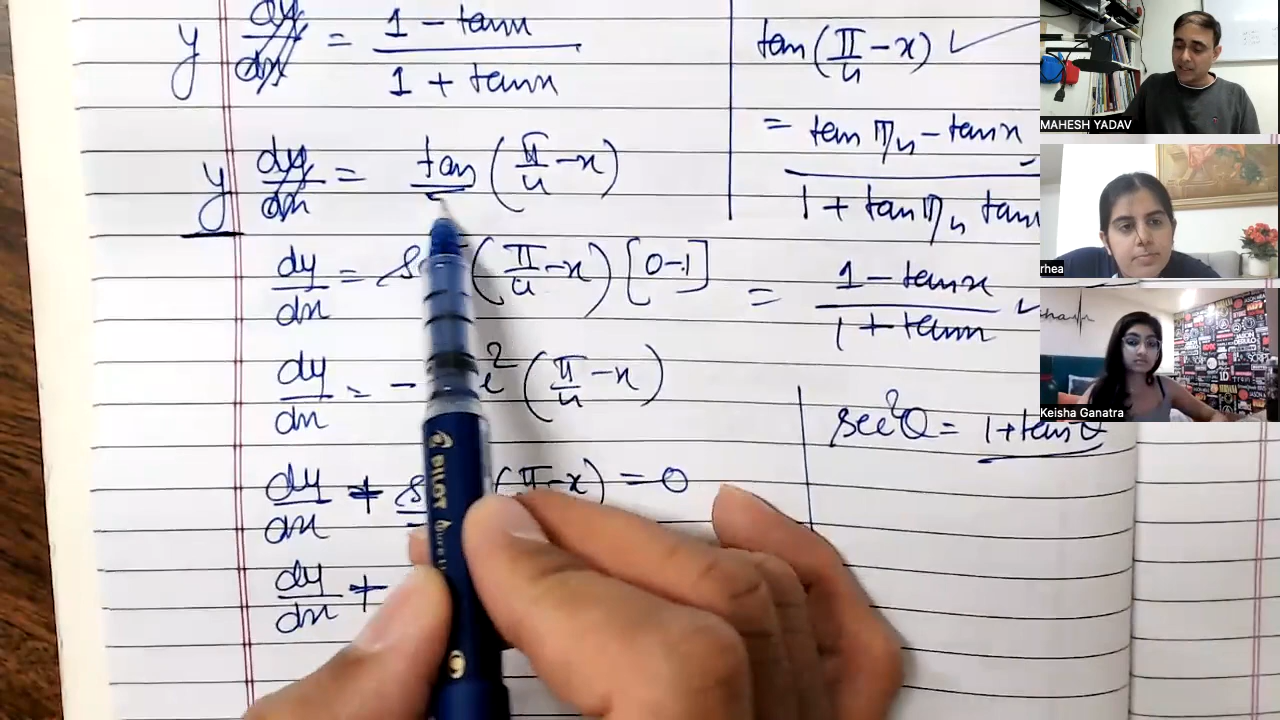 y dy/dx = 1 - tanx / 1 + tanx
y dy/dx = tan (π/4 - x)
dy/dx = (π/4 - x) [0-1]
dy/dx = - (π/4 - x)
dy/dx + (π - x) = 0
dy/dx +
tan(π/4 - x) ✓
= tan π/4 - tanx / 1 + tan π/4 tan
= 1 - tanx / 1 + tanx ✓
sec²θ = 1 + tan²θ
PILOT
MAHESH YADAV
rhea
Keisha Ganatra